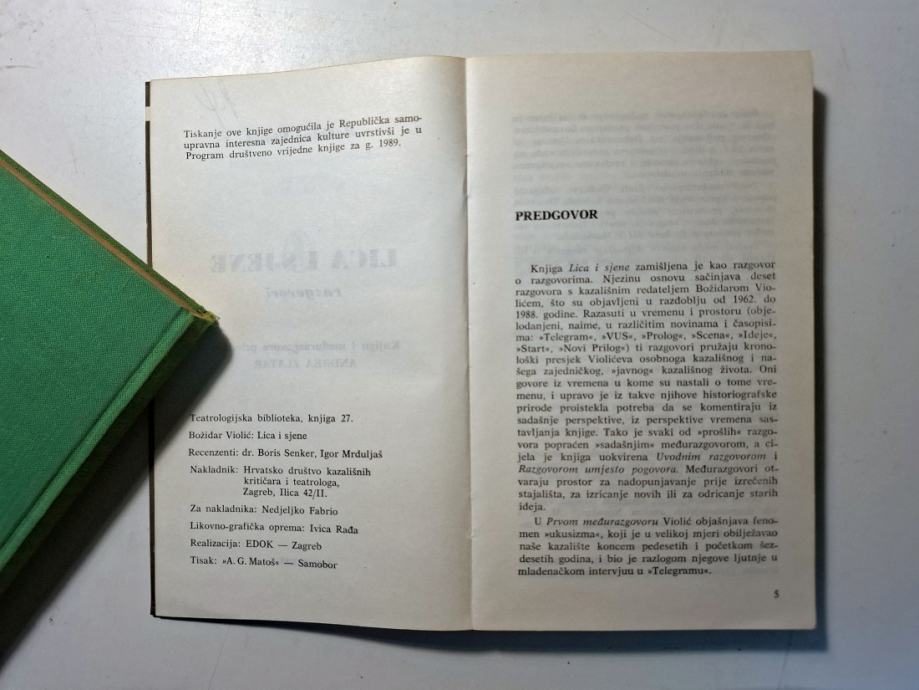 Tiskanje ove knjige omogućila je Republička samo-
upravna interesna zajednica kulture uvrstivši je u
Program društveno vrijedne knjige za g. 1989.
LICA I SJENE
razgovori
Knjigu i međurazgovore
ANDREA ZLATAR
Teatrologijska biblioteka, knjiga 27.
Božidar Violić: Lica i sjene
Recenzenti: dr. Boris Senker, Igor Mrduljaš
Nakladnik: Hrvatsko društvo kazališnih
kritičara i teatrologa,
Zagreb, Ilica 42/II.
Za nakladnika: Nedjeljko Fabrio
Likovno-grafička oprema: Ivica Rađa
Realizacija: EDOK — Zagreb
Tisak: »A. G. Matoš« — Samobor
PREDGOVOR
Knjiga Lica i sjene zamišljena je kao razgovor
o razgovorima. Njezinu osnovu sačinjava deset
razgovora s kazališnim redateljem Božidarom Vio-
lićem, što su objavljeni u razdoblju od 1962. do
1988. godine. Razasuti u vremenu i prostoru (obje-
lodanjeni, naime, u različitim novinama i časopisi-
ma: »Telegram«, »VUS«, »Prolog«, »Scena«, »Ideje«,
»Start«, »Novi Prilog«) ti razgovori pružaju krono-
loški presjek Violićeva osobnoga kazališnog i na-
šega zajedničkog, »javnog« kazališnog života. Oni
govore iz vremena u kome su nastali o tome vre-
menu, i upravo je iz takve njihove historiografske
prirode proistekla potreba da se komentiraju iz
sadašnje perspektive, iz perspektive vremena sas-
tavljanja knjige. Tako je svaki od »prošlih« razgo-
vora popraćen »sadašnjim« međurazgovorom, a ci-
jela je knjiga uokvirena Uvodnim razgovorom i
Razgovorom umjesto pogovora. Međurazgovori ot-
varaju prostor za nadopunjavanje prije izrečenih
stajališta, za izricanje novih ili za odricanje starih
ideja.
U Prvom međurazgovoru Violić objašnjava feno-
men »ukusizma«, koji je u velikoj mjeri obilježavao
naše kazalište koncem pedesetih i početkom šez-
desetih godina, i bio je razlogom njegove ljutnje u
mladenačkom intervjuu u »Telegramu«.
5